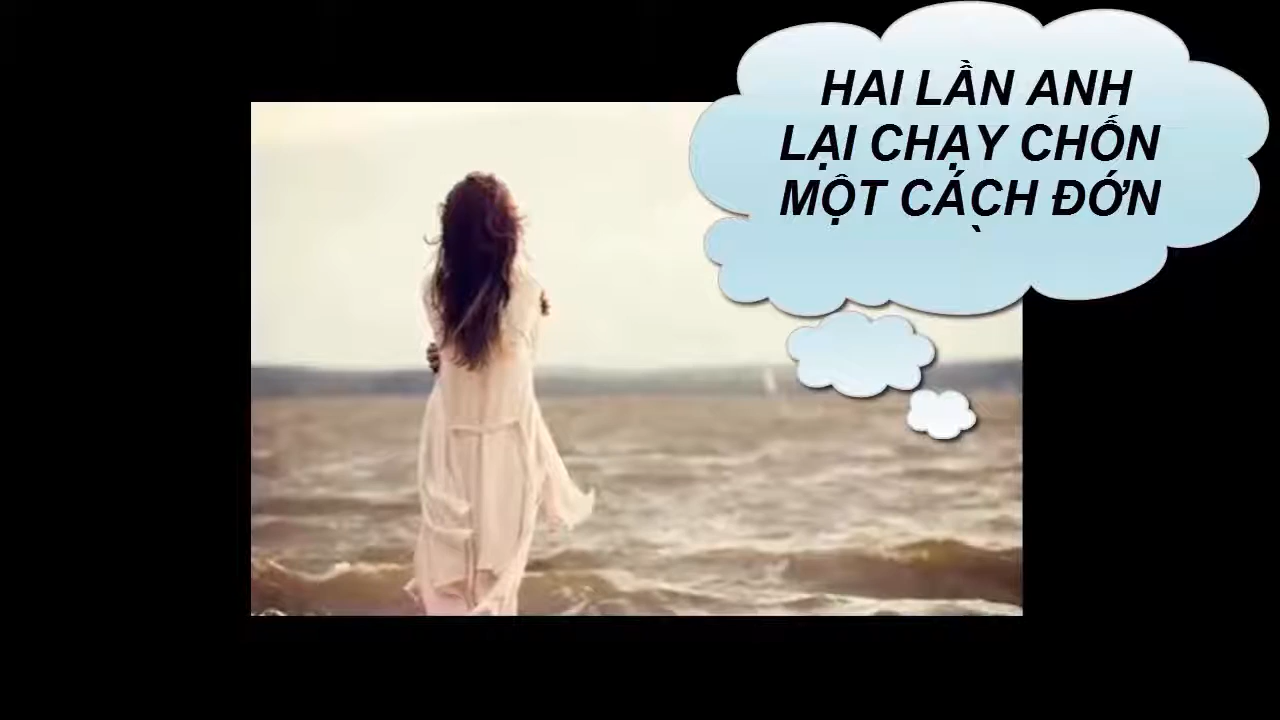 HAI LẦN ANH
LẠI CHẠY CHỐN
MỘT CÁCH ĐỚN